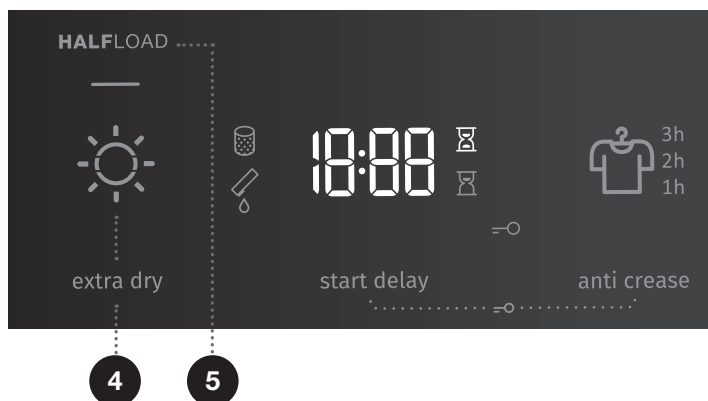 HALFLOAD
18:88
3h
2h
1h
extra dry
start delay
anti crease
4
5